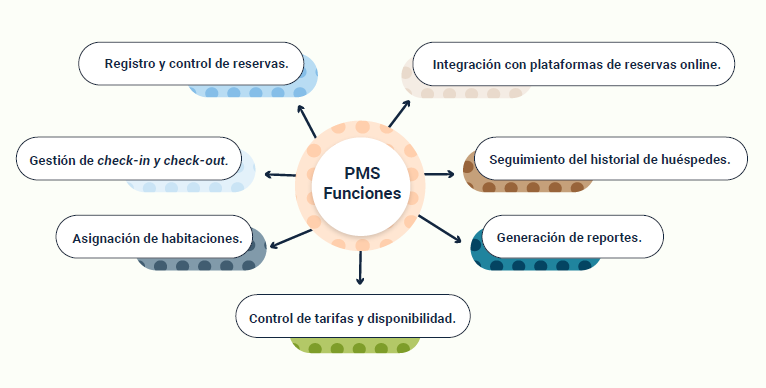 Registro y control de reservas.
Integración con plataformas de reservas online.
Gestión de check-in y check-out.
PMS
Funciones
Seguimiento del historial de huéspedes.
Asignación de habitaciones.
Generación de reportes.
Control de tarifas y disponibilidad.